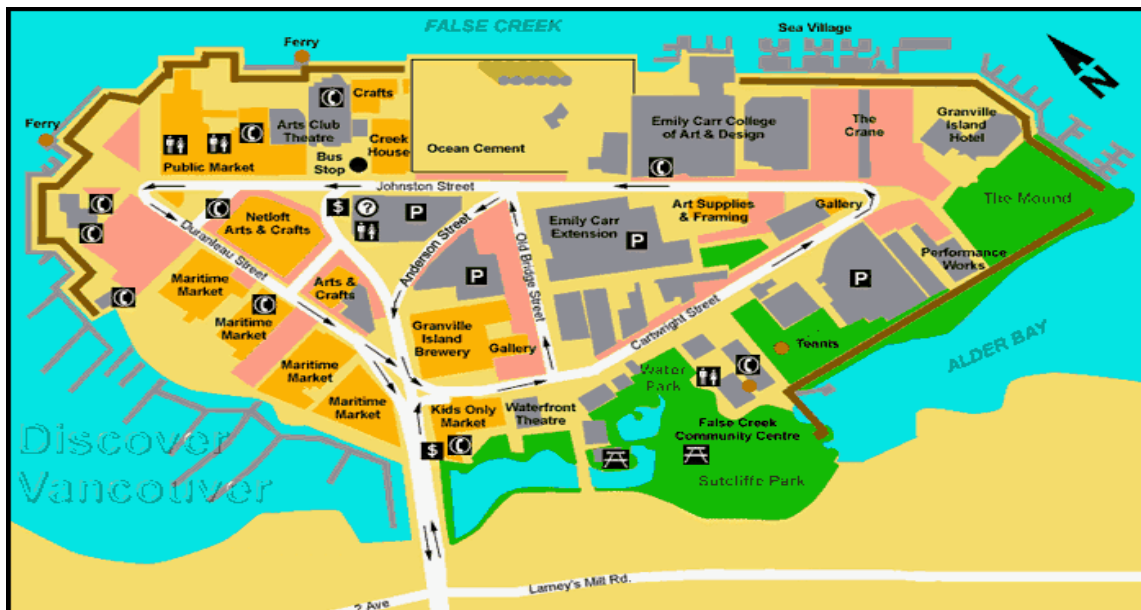 FALSE CREEK
Sea Village
Ferry
N
Ferry
Crafts
Arts Club
Theatre
Creek
House
Bus
Stop
Public Market
Ocean Cement
Emily Carr College
of Art & Design
The
Crane
Granville
Island
Hotel
The Mound
Johnston Street
Netloft
Arts & Crafts
$
?
P
Anderson Street
Old Bridge Street
Emily Carr
Extension
P
Art Supplies
& Framing
Gallery
Duranleau Street
Performance
Works
Maritime
Market
Arts &
Crafts
P
P
Maritime
Market
Cartwright Street
Granville
Island
Brewery
Gallery
Tennis
ALDER BAY
Maritime
Market
Water
Park
Maritime
Market
Kids Only
Market
Waterfront
Theatre
False Creek
Community Centre
$
Discover
Vancouver
Sutcliffe Park
Lamey's Mill Rd.
2 Ave